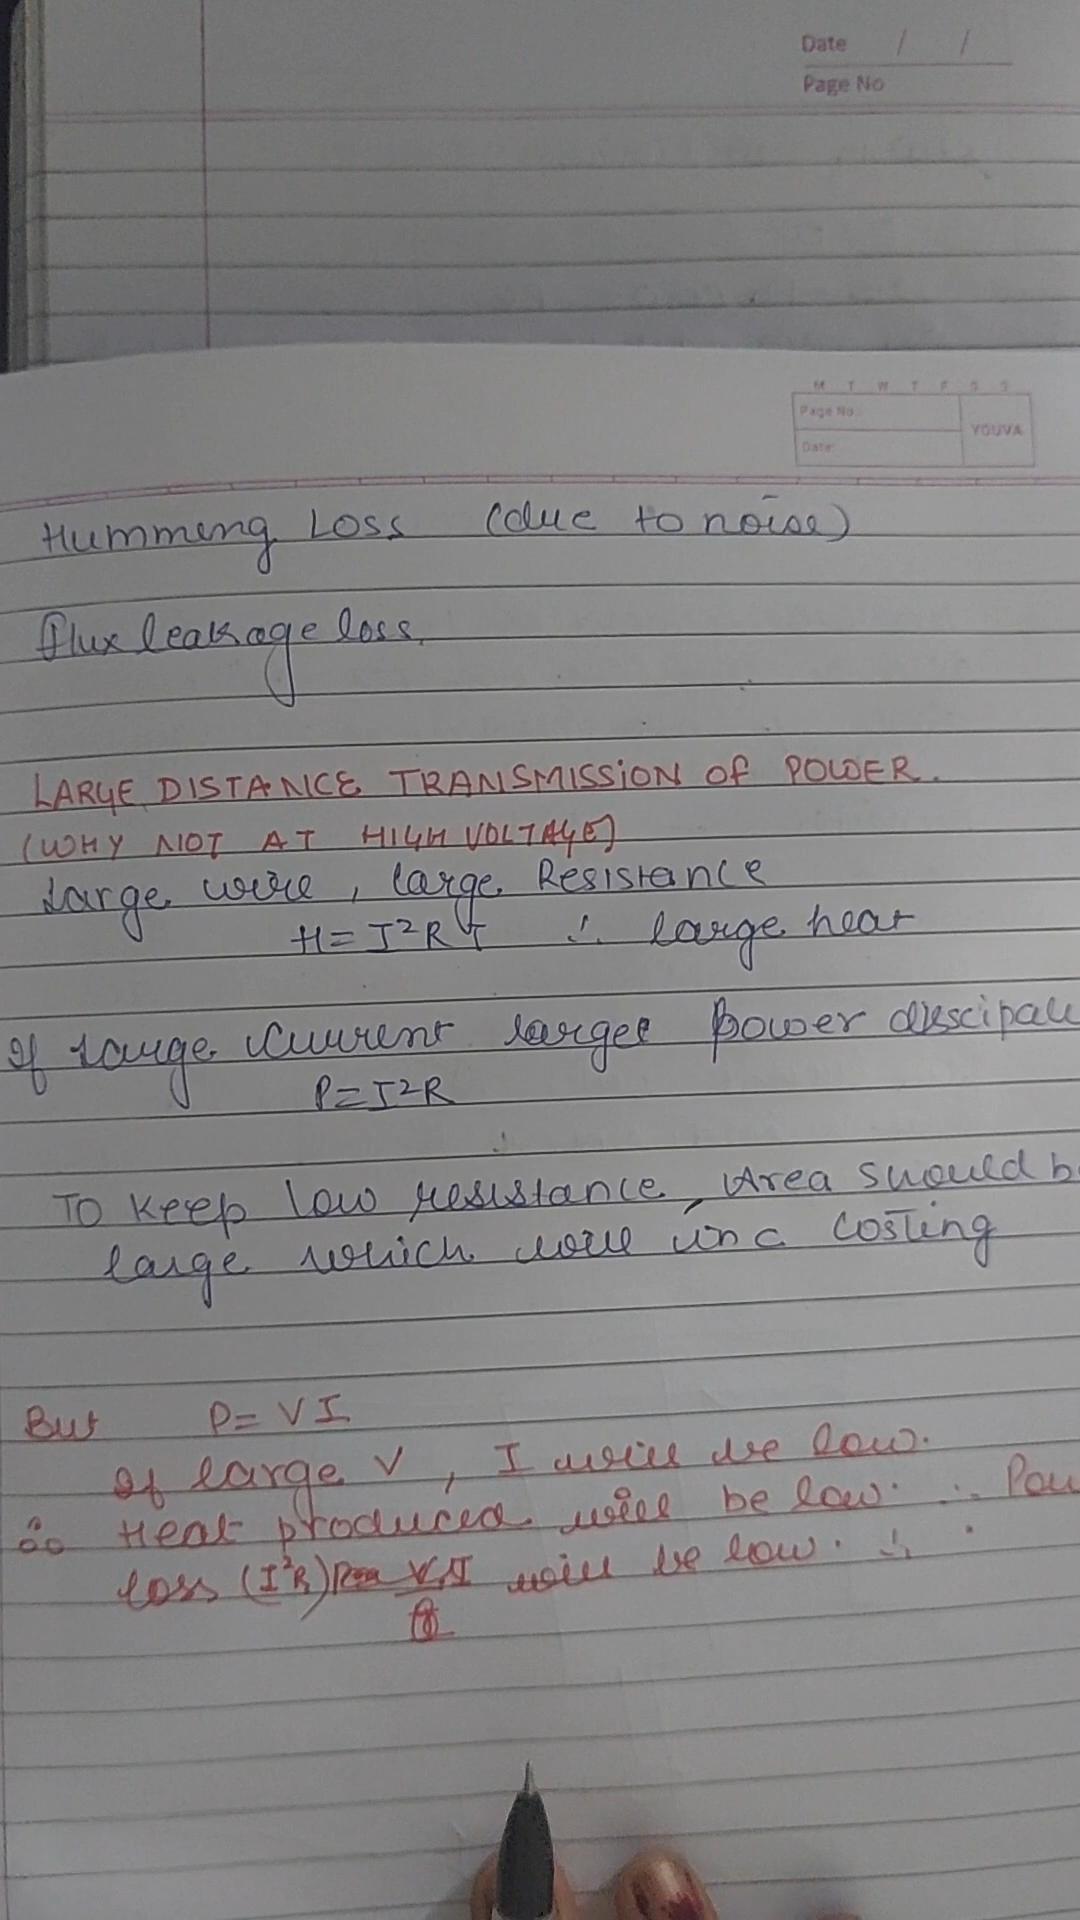 Date / /
Page No
M T W T F S S
Page No.
YOUVA
Date:
Humming Loss (due to noise)
flux leakage loss.
LARGE DISTANCE TRANSMISSION OF POWER.
(WHY NOT AT HIGH VOLTAGE)
Large wire, large Resistance
H = I²RT ∴ large heat
If large current large power
P = I²R
To keep low resistance, Area should b
large which will inc costing
But P = VI
If large V, I will be low.
∴ Heat produced will be low. ∴ Pow
loss (I²R) will be low. ∴